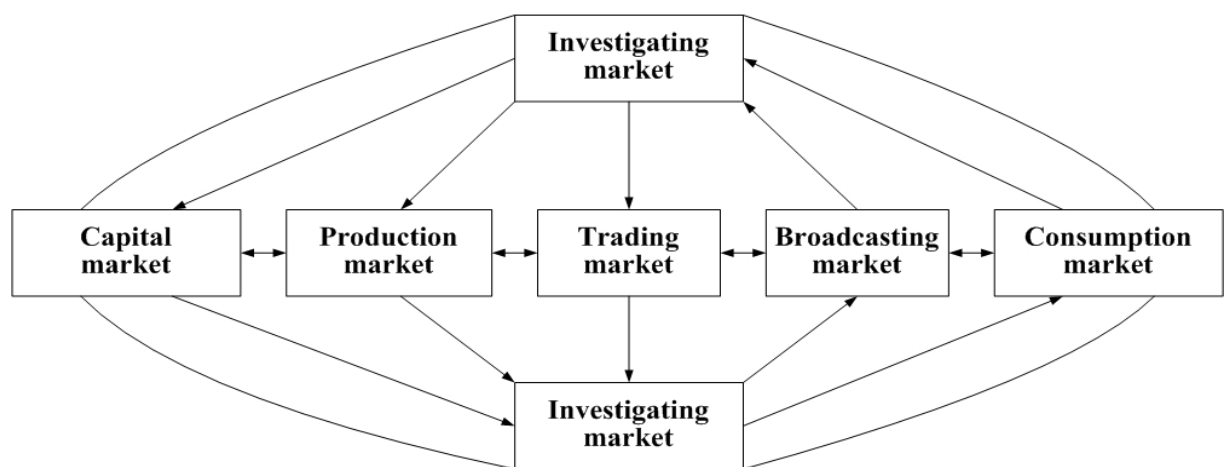 Investigating
market
Capital
market
Production
market
Trading
market
Broadcasting
market
Consumption
market
Investigating
market